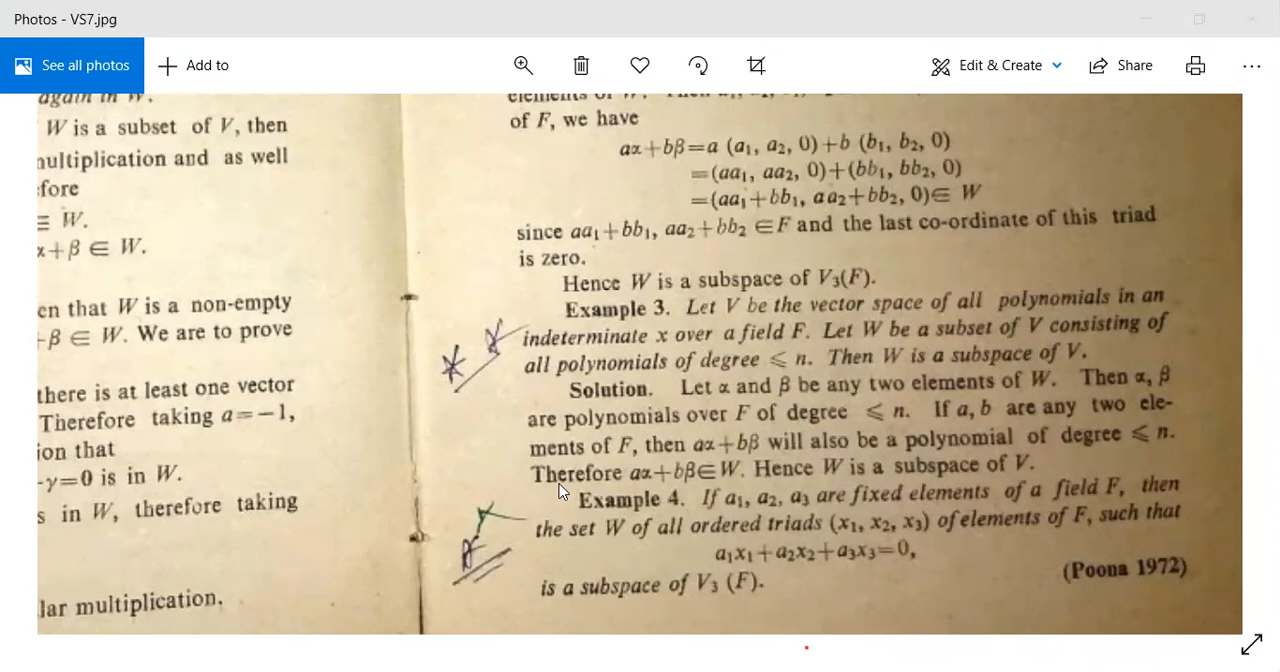 Photos - VS7.jpg
See all photos
Add to
Edit & Create
Share
again in W.
W is a subset of V, then
nultiplication and as well
fore
≡ W.
x+β ∈ W.
en that W is a non-empty
-β ∈ W. We are to prove
there is at least one vector
Therefore taking a=−1,
ion that
-γ=0 is in W.
s in W, therefore taking
lar multiplication.
elements of W.
of F, we have
aα+bβ=a (a₁, a₂, 0)+b (b₁, b₂, 0)
=(aa₁, aa₂, 0)+(bb₁, bb₂, 0)
=(aa₁+bb₁, aa₂+bb₂, 0)∈ W
since aa₁+bb₁, aa₂+bb₂ ∈F and the last co-ordinate of this triad
is zero.
Hence W is a subspace of V₃(F).
Example 3. Let V be the vector space of all polynomials in an
indeterminate x over a field F. Let W be a subset of V consisting of
all polynomials of degree ⩽ n. Then W is a subspace of V.
Solution. Let α and β be any two elements of W. Then α, β
are polynomials over F of degree ⩽ n. If a, b are any two ele-
ments of F, then aα+bβ will also be a polynomial of degree ⩽ n.
Therefore aα+bβ∈W. Hence W is a subspace of V.
Example 4. If a₁, a₂, a₃ are fixed elements of a field F, then
the set W of all ordered triads (x₁, x₂, x₃) of elements of F, such that
a₁x₁+a₂x₂+a₃x₃=0,
is a subspace of V₃ (F).
(Poona 1972)